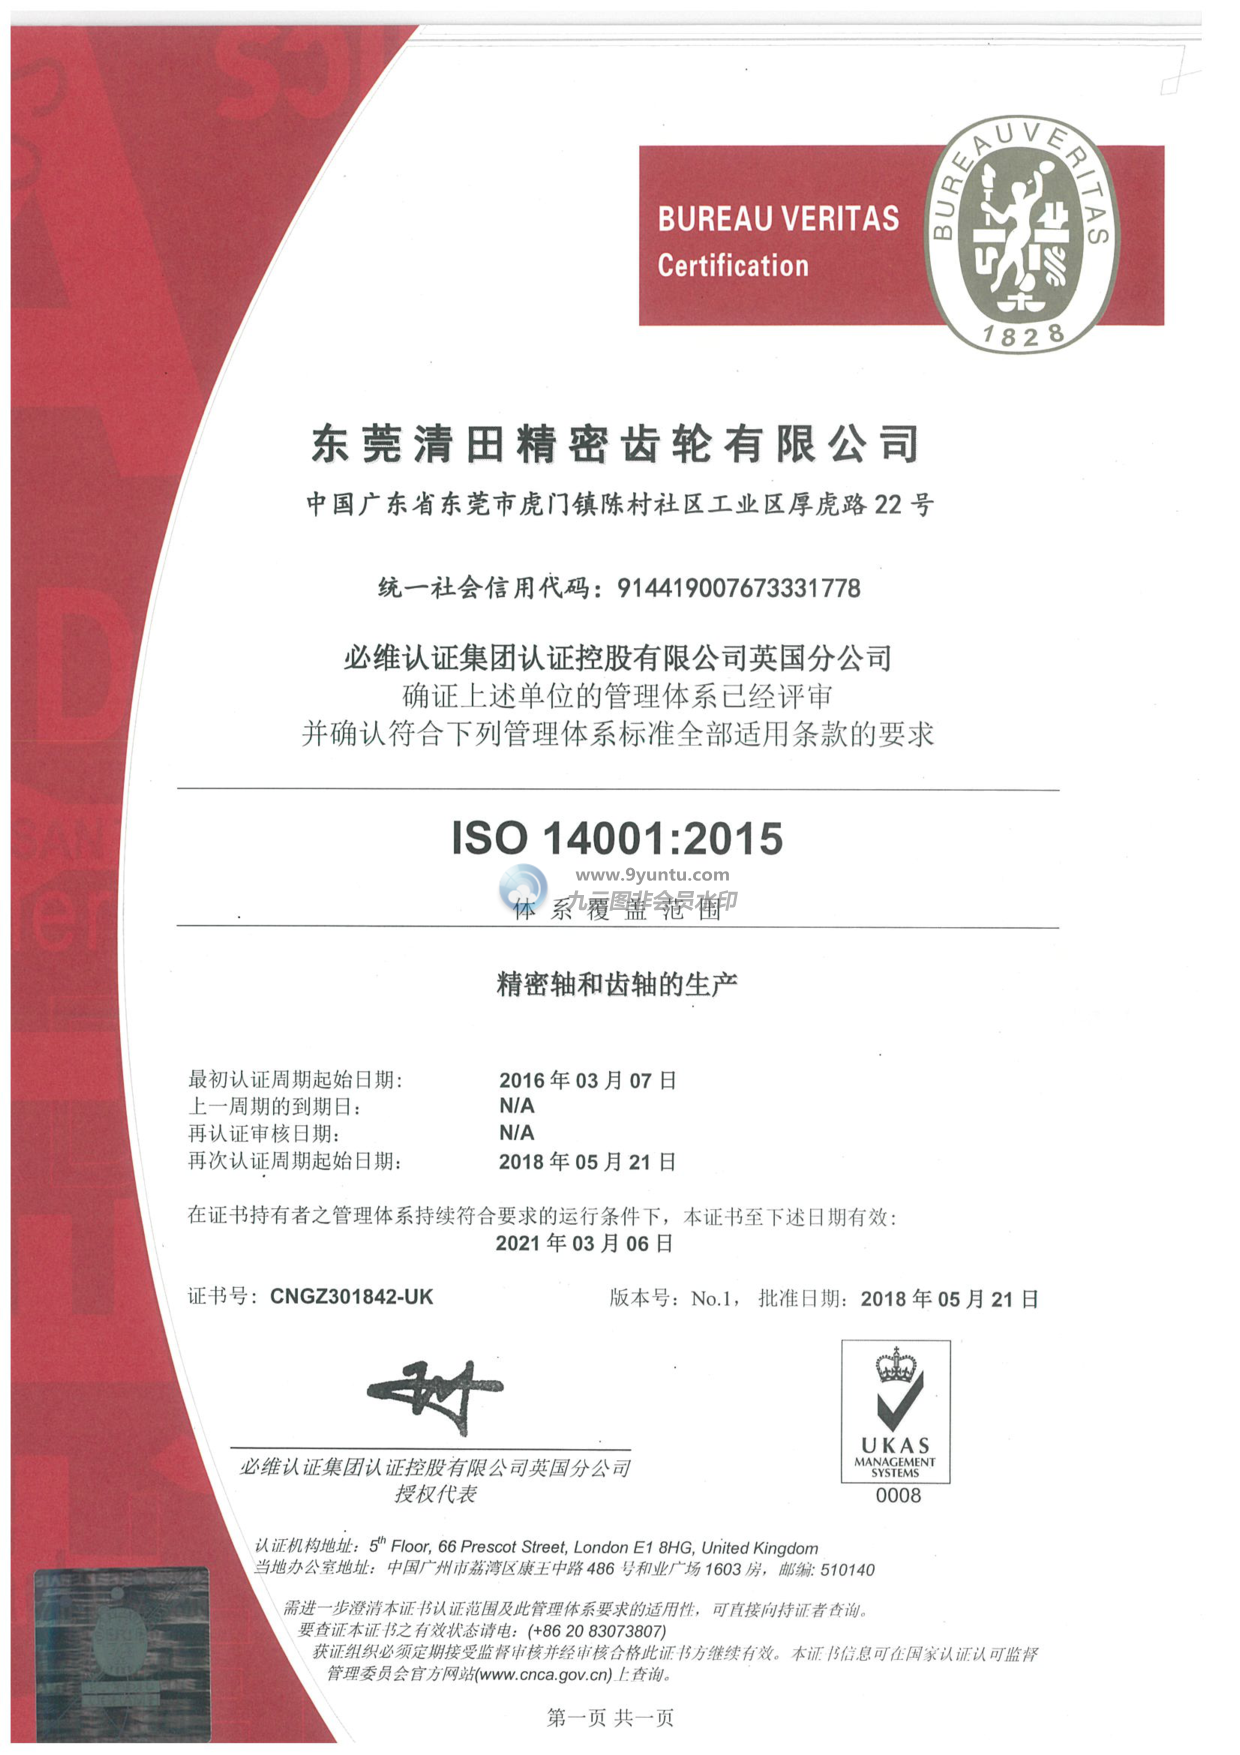 BUREAU VERITAS
Certification
BUREAU VERITAS
1828
东莞清田精密齿轮有限公司
中国广东省东莞市虎门镇陈村社区工业区厚虎路 22 号
统一社会信用代码：914419007673331778
必维认证集团认证控股有限公司英国分公司
确证上述单位的管理体系已经评审
并确认符合下列管理体系标准全部适用条款的要求
ISO 14001:2015
www.9yuntu.com
九云图非会员水印
体系覆盖范围
精密轴和齿轴的生产
最初认证周期起始日期: 2016 年 03 月 07 日
上一周期的到期日: N/A
再认证审核日期: N/A
再次认证周期起始日期: 2018 年 05 月 21 日
在证书持有者之管理体系持续符合要求的运行条件下，本证书至下述日期有效:
2021 年 03 月 06 日
证书号: CNGZ301842-UK 版本号: No.1， 批准日期: 2018 年 05 月 21 日
UKAS
MANAGEMENT
SYSTEMS
0008
必维认证集团认证控股有限公司英国分公司
授权代表
认证机构地址: 5th Floor, 66 Prescot Street, London E1 8HG, United Kingdom
当地办公室地址: 中国广州市荔湾区康王中路 486 号和业广场 1603 房，邮编: 510140
需进一步澄清本证书认证范围及此管理体系要求的适用性，可直接向持证者查询。
要查证本证书之有效状态请电: (+86 20 83073807)
获证组织必须定期接受监督审核并经审核合格此证书方继续有效。本证书信息可在国家认证认可监督
管理委员会官方网站(www.cnca.gov.cn)上查询。
第一页 共一页